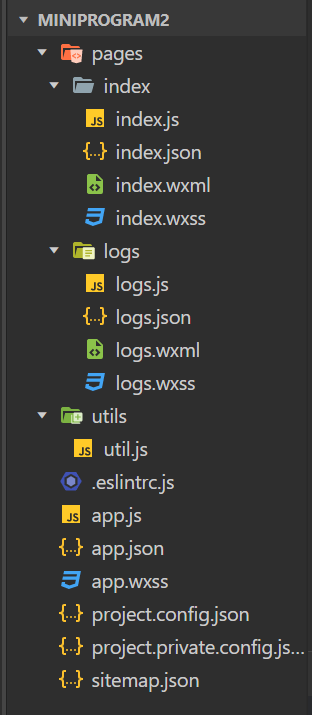 MINIPROGRAM2
pages
index
JS index.js
{..} index.json
index.wxml
index.wxss
logs
JS logs.js
{..} logs.json
logs.wxml
logs.wxss
utils
JS util.js
.eslintrc.js
JS app.js
{..} app.json
app.wxss
{..} project.config.json
{..} project.private.config.js...
{..} sitemap.json